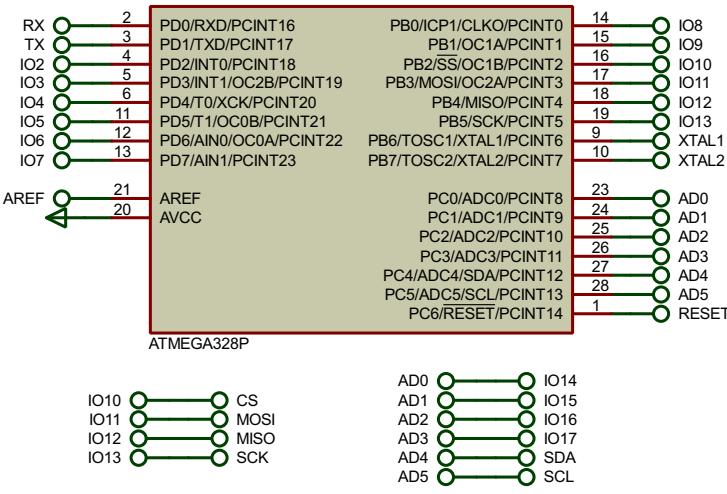 RX 2 PD0/RXD/PCINT16 PB0/ICP1/CLKO/PCINT0 14 IO8
TX 3 PD1/TXD/PCINT17 PB1/OC1A/PCINT1 15 IO9
IO2 4 PD2/INT0/PCINT18 PB2/SS/OC1B/PCINT2 16 IO10
IO3 5 PD3/INT1/OC2B/PCINT19 PB3/MOSI/OC2A/PCINT3 17 IO11
IO4 6 PD4/T0/XCK/PCINT20 PB4/MISO/PCINT4 18 IO12
IO5 11 PD5/T1/OC0B/PCINT21 PB5/SCK/PCINT5 19 IO13
IO6 12 PD6/AIN0/OC0A/PCINT22 PB6/TOSC1/XTAL1/PCINT6 9 XTAL1
IO7 13 PD7/AIN1/PCINT23 PB7/TOSC2/XTAL2/PCINT7 10 XTAL2
AREF 21 AREF PC0/ADC0/PCINT8 23 AD0
20 AVCC PC1/ADC1/PCINT9 24 AD1
PC2/ADC2/PCINT10 25 AD2
PC3/ADC3/PCINT11 26 AD3
PC4/ADC4/SDA/PCINT12 27 AD4
PC5/ADC5/SCL/PCINT13 28 AD5
PC6/RESET/PCINT14 1 RESET
ATMEGA328P
IO10 CS
IO11 MOSI
IO12 MISO
IO13 SCK
AD0 IO14
AD1 IO15
AD2 IO16
AD3 IO17
AD4 SDA
AD5 SCL